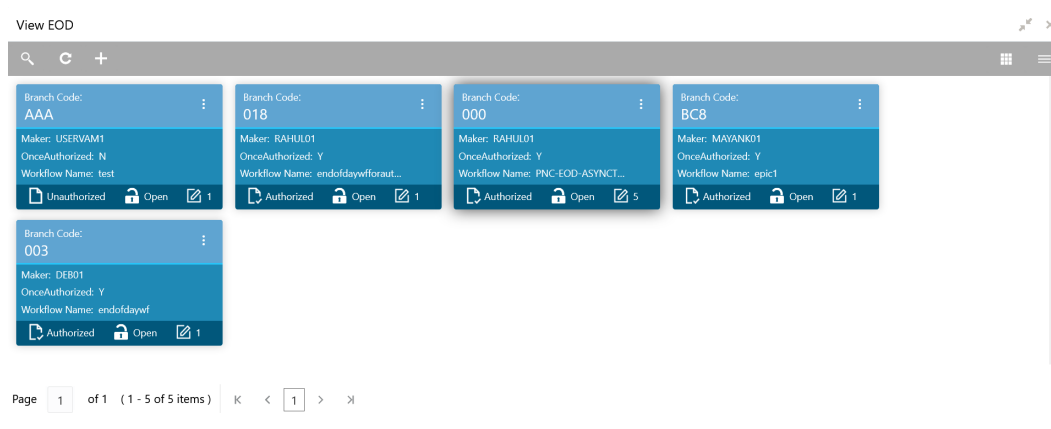 View EOD
Branch Code:
AAA
Maker: USERVAM1
OnceAuthorized: N
Workflow Name: test
Unauthorized Open 1
Branch Code:
018
Maker: RAHUL01
OnceAuthorized: Y
Workflow Name: endofdaywfforaut...
Authorized Open 1
Branch Code:
000
Maker: RAHUL01
OnceAuthorized: Y
Workflow Name: PNC-EOD-ASYNCT...
Authorized Open 5
Branch Code:
BC8
Maker: MAYANK01
OnceAuthorized: Y
Workflow Name: epic1
Authorized Open 1
Branch Code:
003
Maker: DEB01
OnceAuthorized: Y
Workflow Name: endofdaywf
Authorized Open 1
Page 1 of 1 ( 1 - 5 of 5 items ) 1